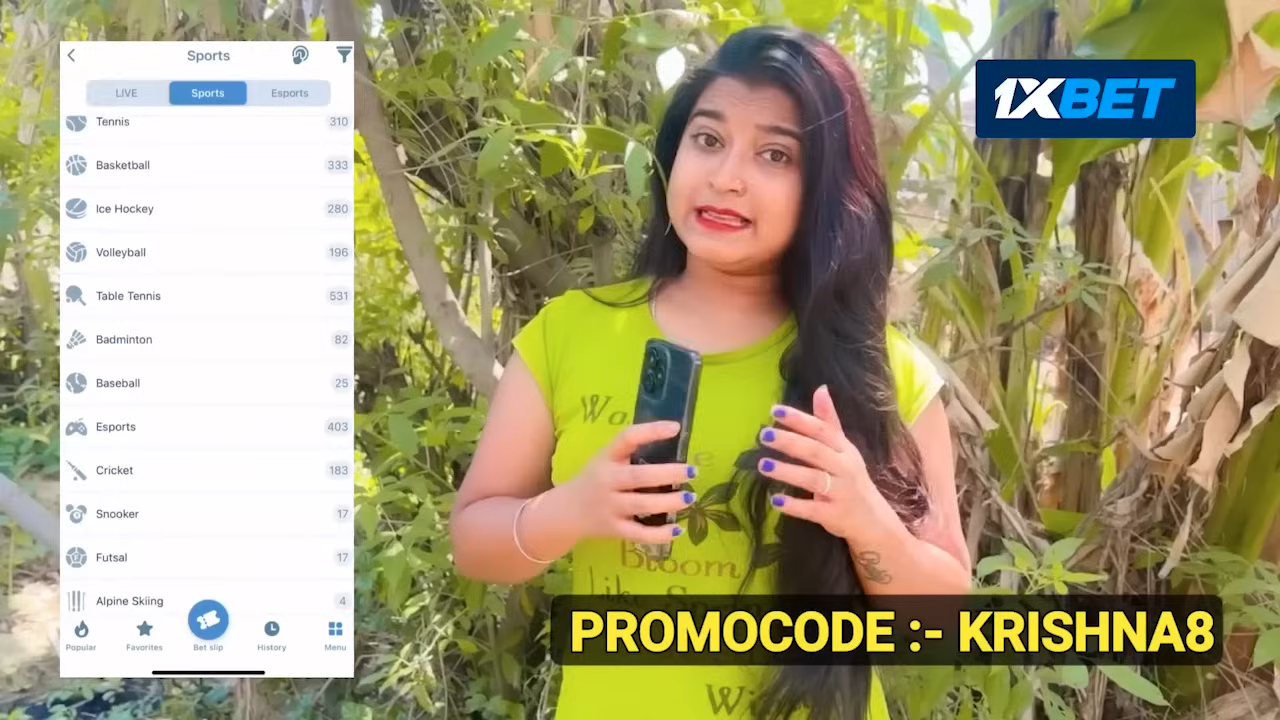 Sports
LIVE Sports Esports
Tennis 310
Basketball 333
Ice Hockey 280
Volleyball 196
Table Tennis 531
Badminton 82
Baseball 25
Esports 403
Cricket 183
Snooker 17
Futsal 17
Alpine Skiing 4
Popular Favorites Bet slip History Menu
1XBET
Bloom
Like
PROMOCODE :- KRISHNA8